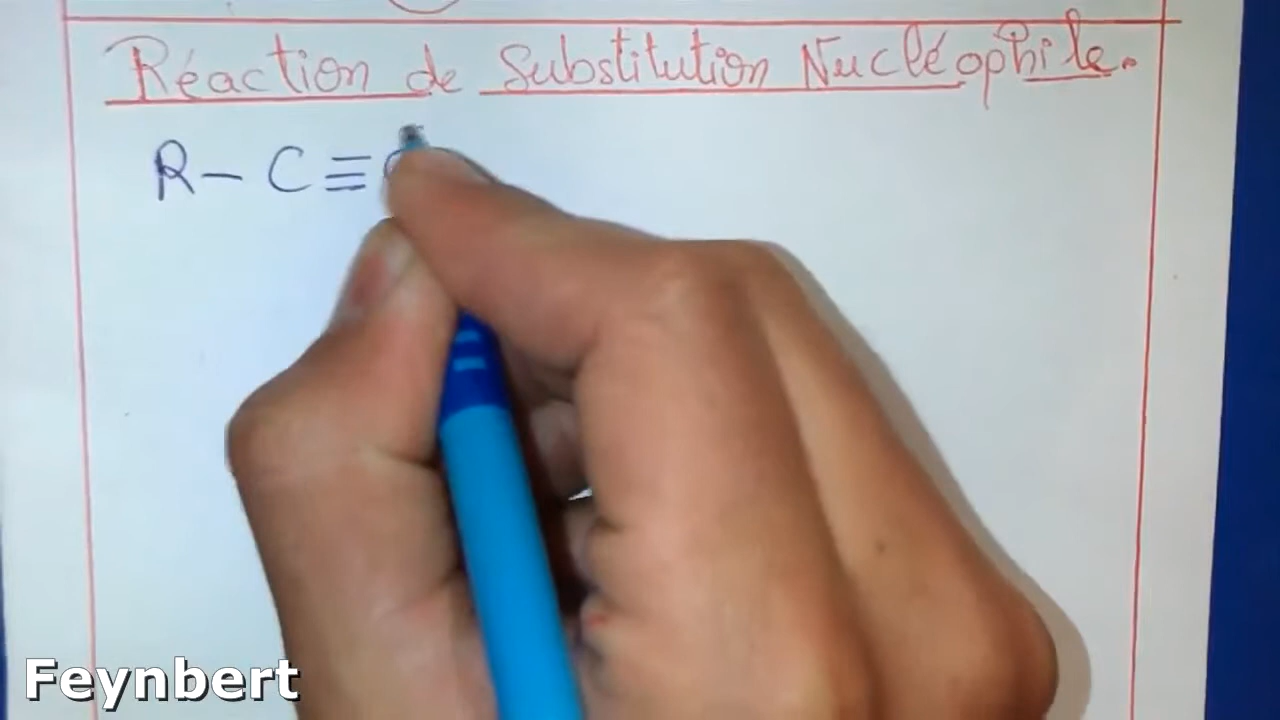 Réaction de Substitution Nucléophile.
R – C ≡
Feynbert